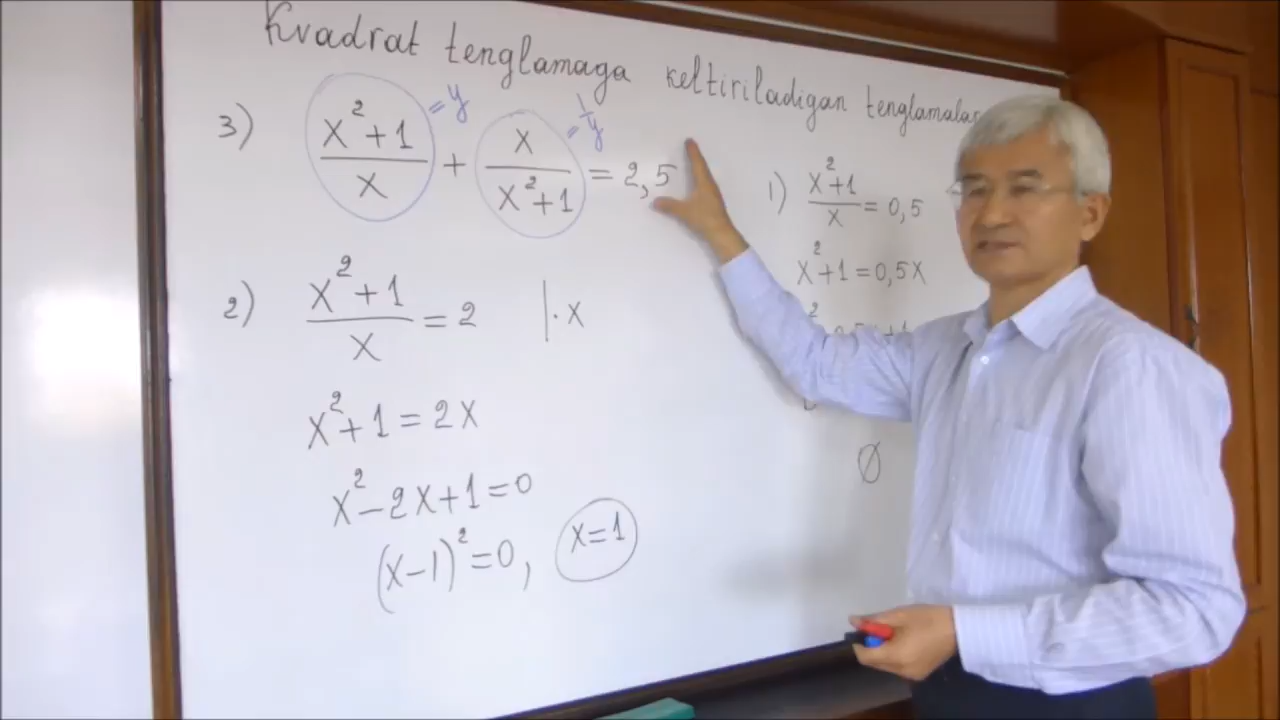 Kvadrat tenglamaga keltiriladigan tenglamalar
3) (x²+1)/x = y + x/(x²+1) = 1/y = 2,5
2) (x²+1)/x = 2 | · x
x²+1 = 2x
x²-2x+1=0
(x-1)²=0, x=1
1) (x²+1)/x = 0,5
x²+1=0,5x
Ø